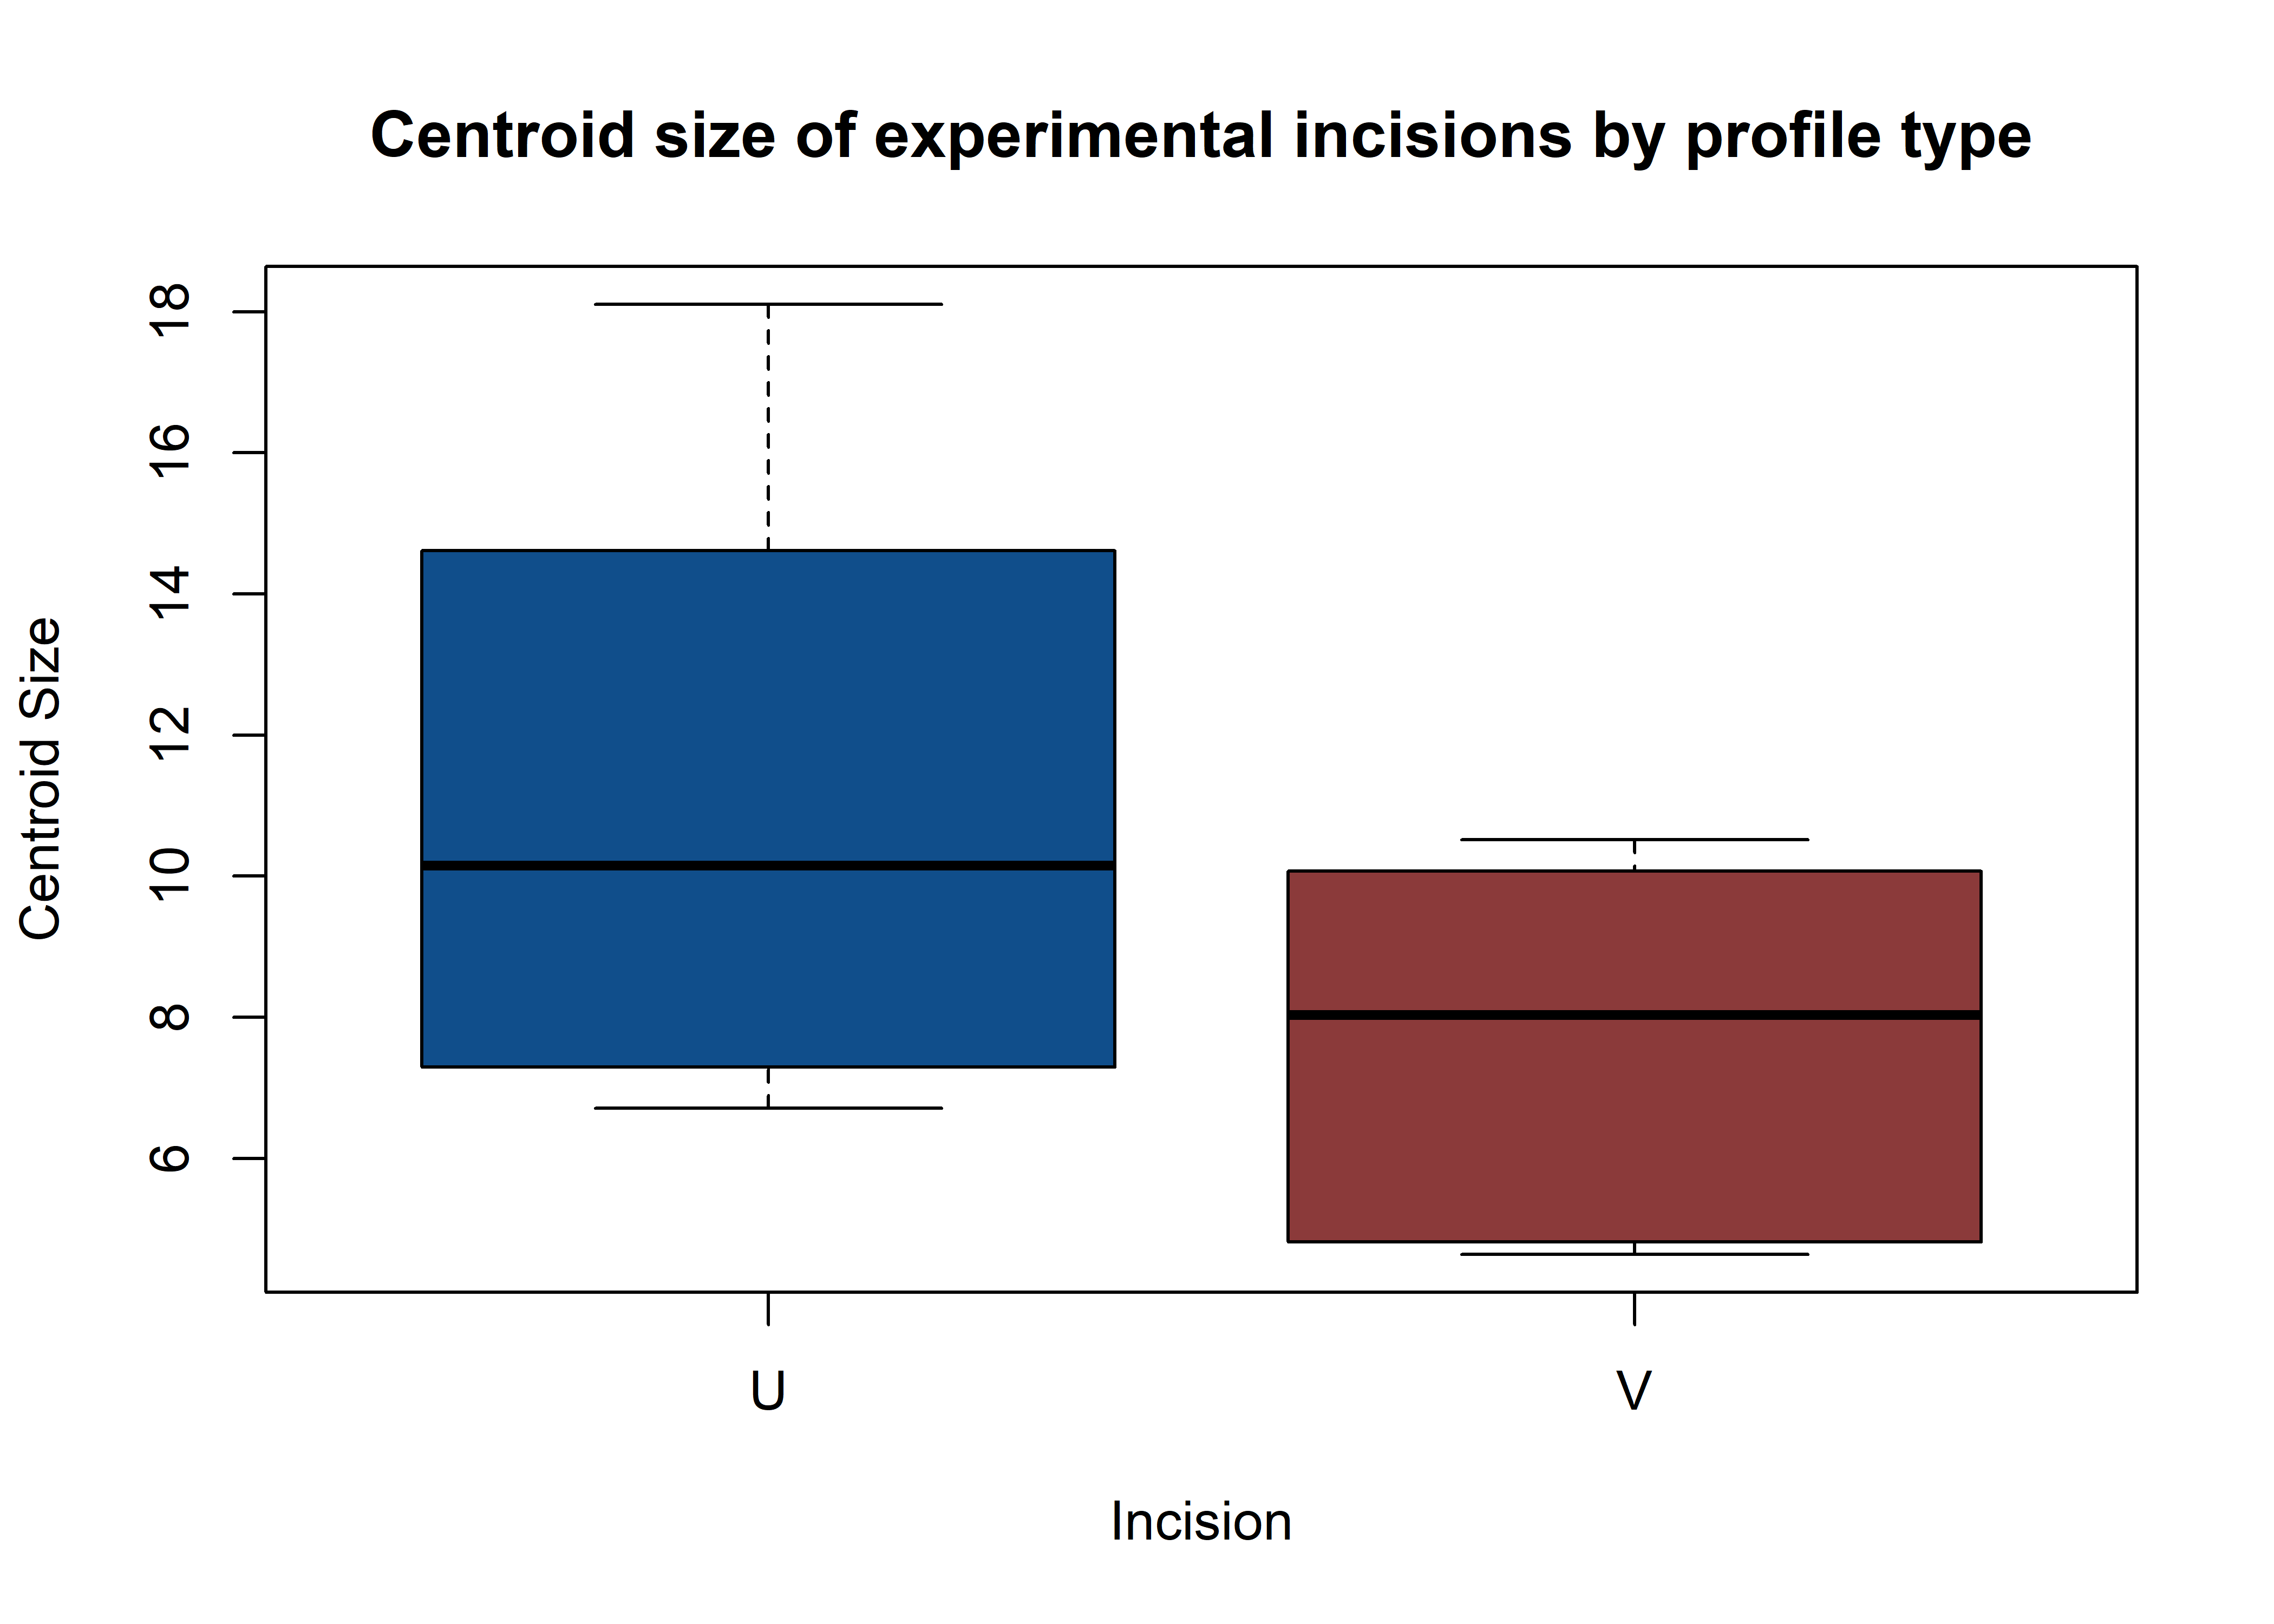 Centroid size of experimental incisions by profile type
Centroid Size
18
16
14
12
10
8
6
U V
Incision